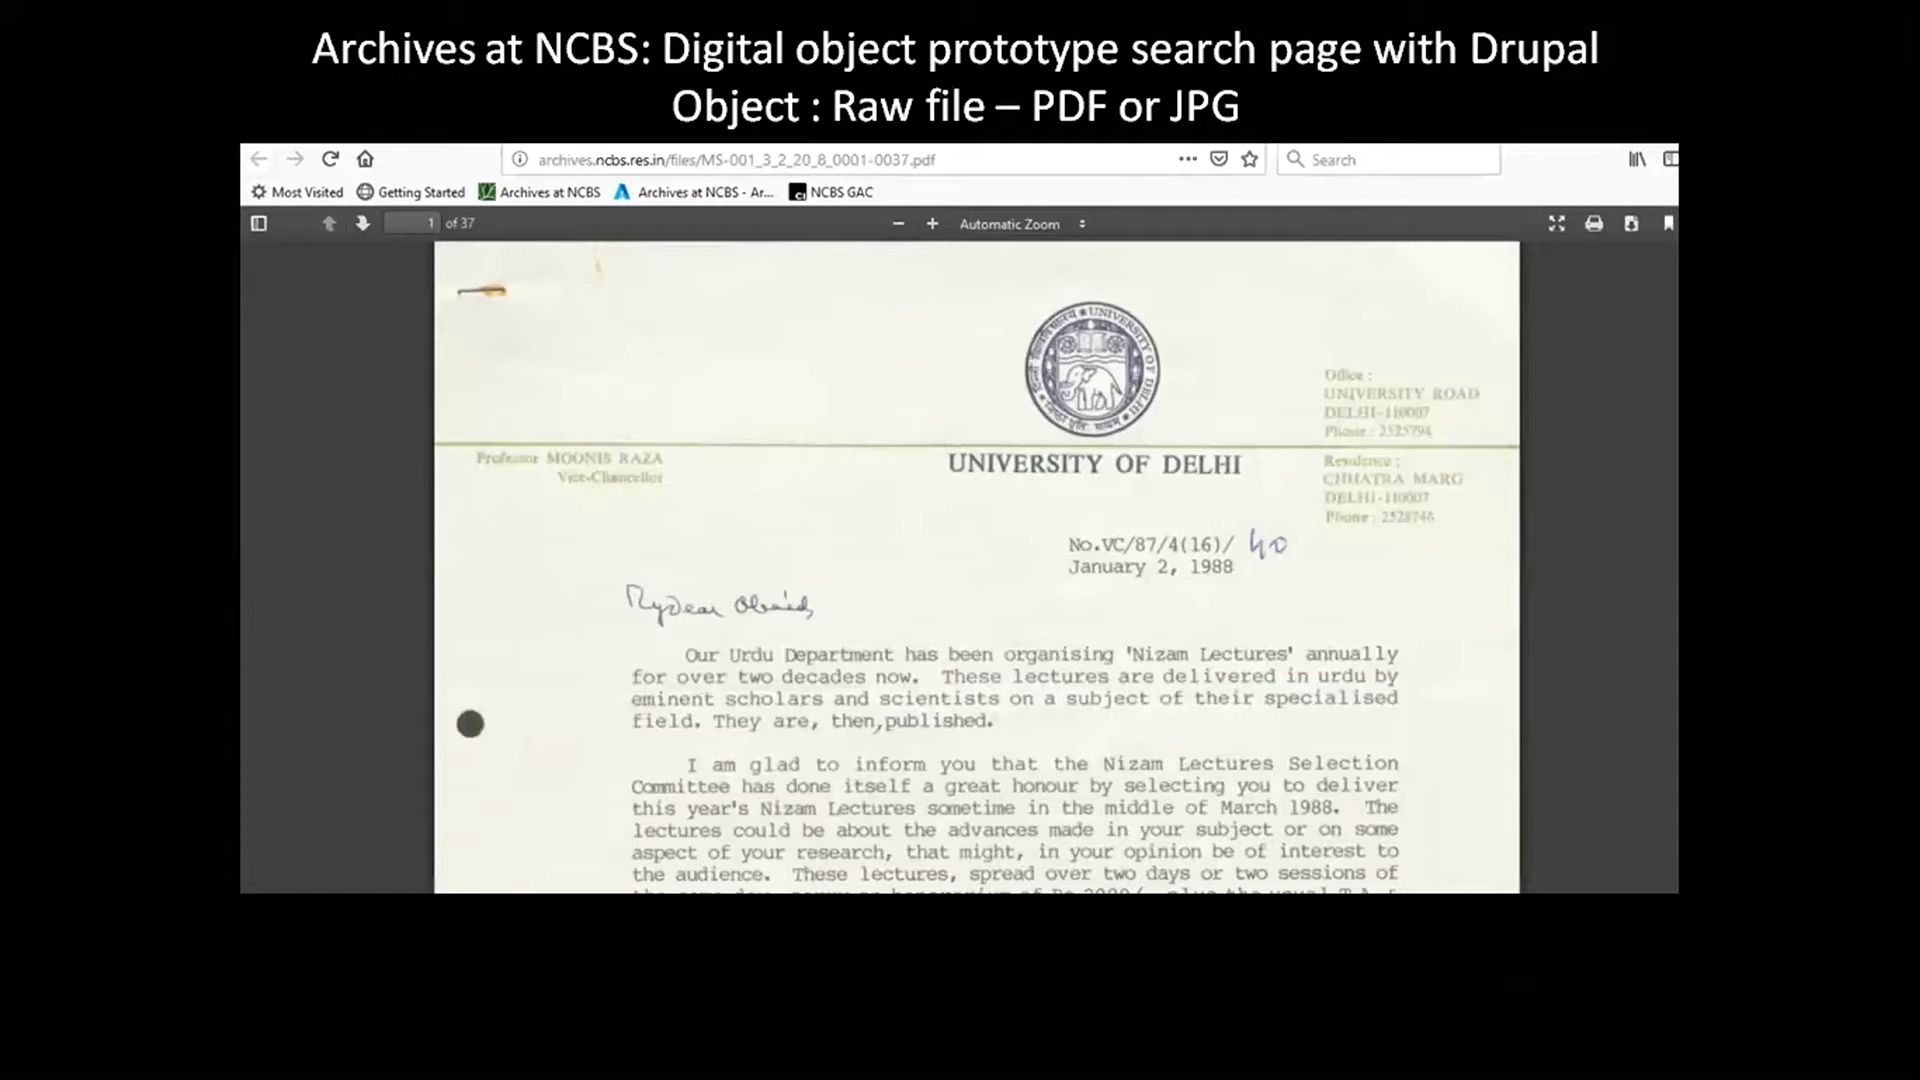 Archives at NCBS: Digital object prototype search page with Drupal
Object : Raw file – PDF or JPG
archives.ncbs.res.in/files/MS-001_3_2_20_8_0001-0037.pdf
Search
Most Visited Getting Started Archives at NCBS Archives at NCBS - Ar... NCBS GAC
1 of 37 Automatic Zoom
Office :
UNIVERSITY ROAD
DELHI-110007
Phone : 2525794
Professor MOONIS RAZA
Vice-Chancellor
UNIVERSITY OF DELHI
Residence :
CHHATRA MARG
DELHI-110007
Phone : 2528746
No.VC/87/4(16)/ 40
January 2, 1988
My Dear Obaid,
Our Urdu Department has been organising 'Nizam Lectures' annually
for over two decades now. These lectures are delivered in urdu by
eminent scholars and scientists on a subject of their specialised
field. They are, then,published.
I am glad to inform you that the Nizam Lectures Selection
Committee has done itself a great honour by selecting you to deliver
this year's Nizam Lectures sometime in the middle of March 1988. The
lectures could be about the advances made in your subject or on some
aspect of your research, that might, in your opinion be of interest to
the audience. These lectures, spread over two days or two sessions of